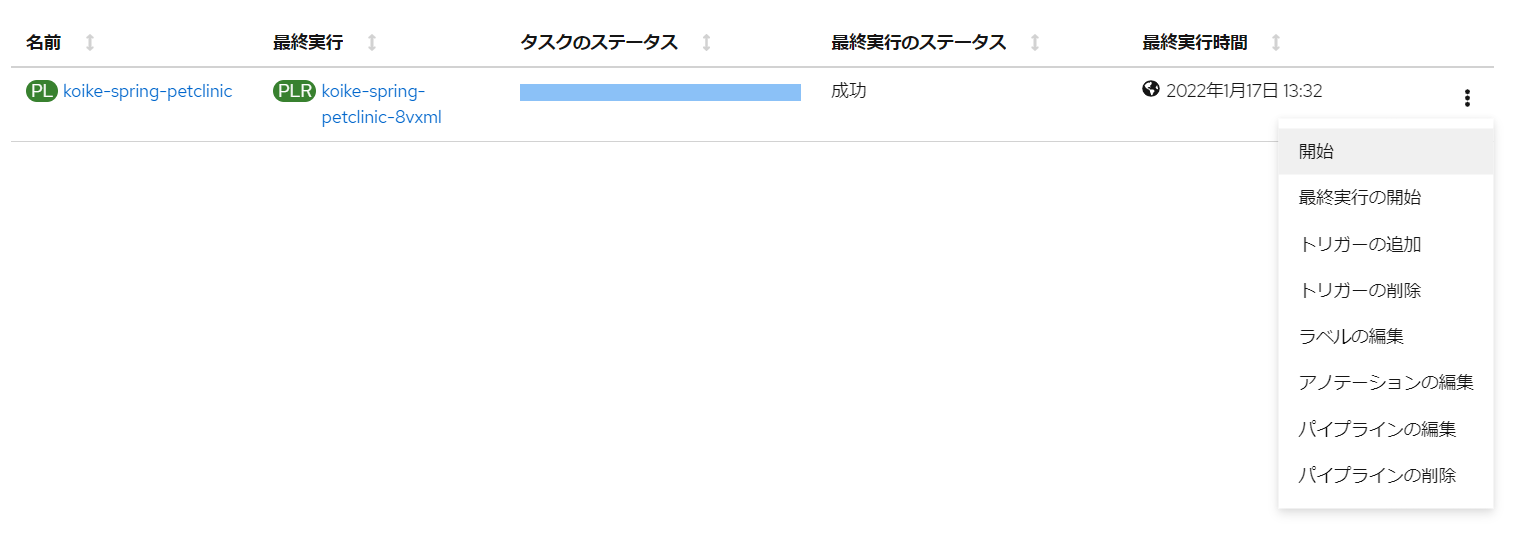 名前 最終実行 タスクのステータス 最終実行のステータス 最終実行時間
PL koike-spring-petclinic PLR koike-spring- 成功 2022年1月17日 13:32
petclinic-8vxml
開始
最終実行の開始
トリガーの追加
トリガーの削除
ラベルの編集
アノテーションの編集
パイプラインの編集
パイプラインの削除